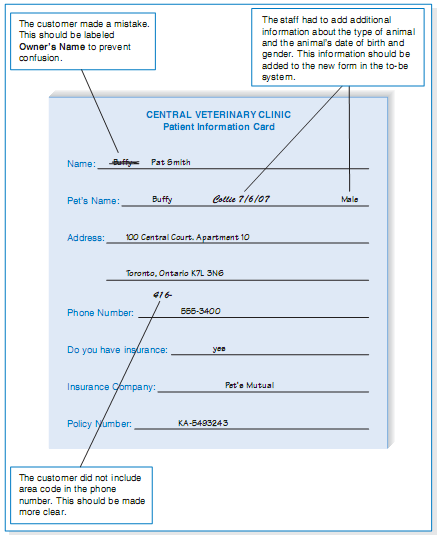 The customer made a mistake.
This should be labeled
Owner's Name to prevent
confusion.
The staff had to add additional
information about the type of animal
and the animal's date of birth and
gender. This information should be
added to the new form in the to-be
system.
CENTRAL VETERINARY CLINIC
Patient Information Card
Name: Buffy Pat Smith
Pet's Name: Buffy Collie 7/6/07 Male
Address: 100 Central Court. Apartment 10
Toronto, Ontario K7L 3N6
416-
Phone Number: 555-3400
Do you have insurance: yes
Insurance Company: Pet's Mutual
Policy Number: KA-5493243
The customer did not include
area code in the phone
number. This should be made
more clear.